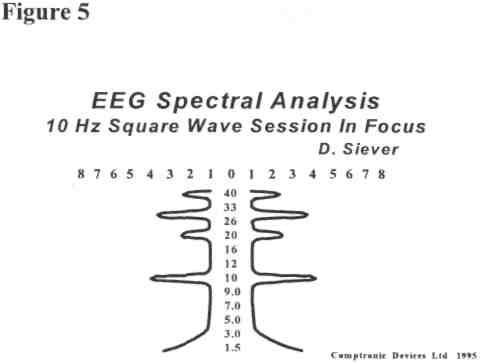 Figure 5
EEG Spectral Analysis
10 Hz Square Wave Session In Focus
D. Siever
8 7 6 5 4 3 2 1 0 1 2 3 4 5 6 7 8
40
33
26
20
16
12
10
9.0
7.0
5.0
3.0
1.5
Comptronic Devices Ltd 1995